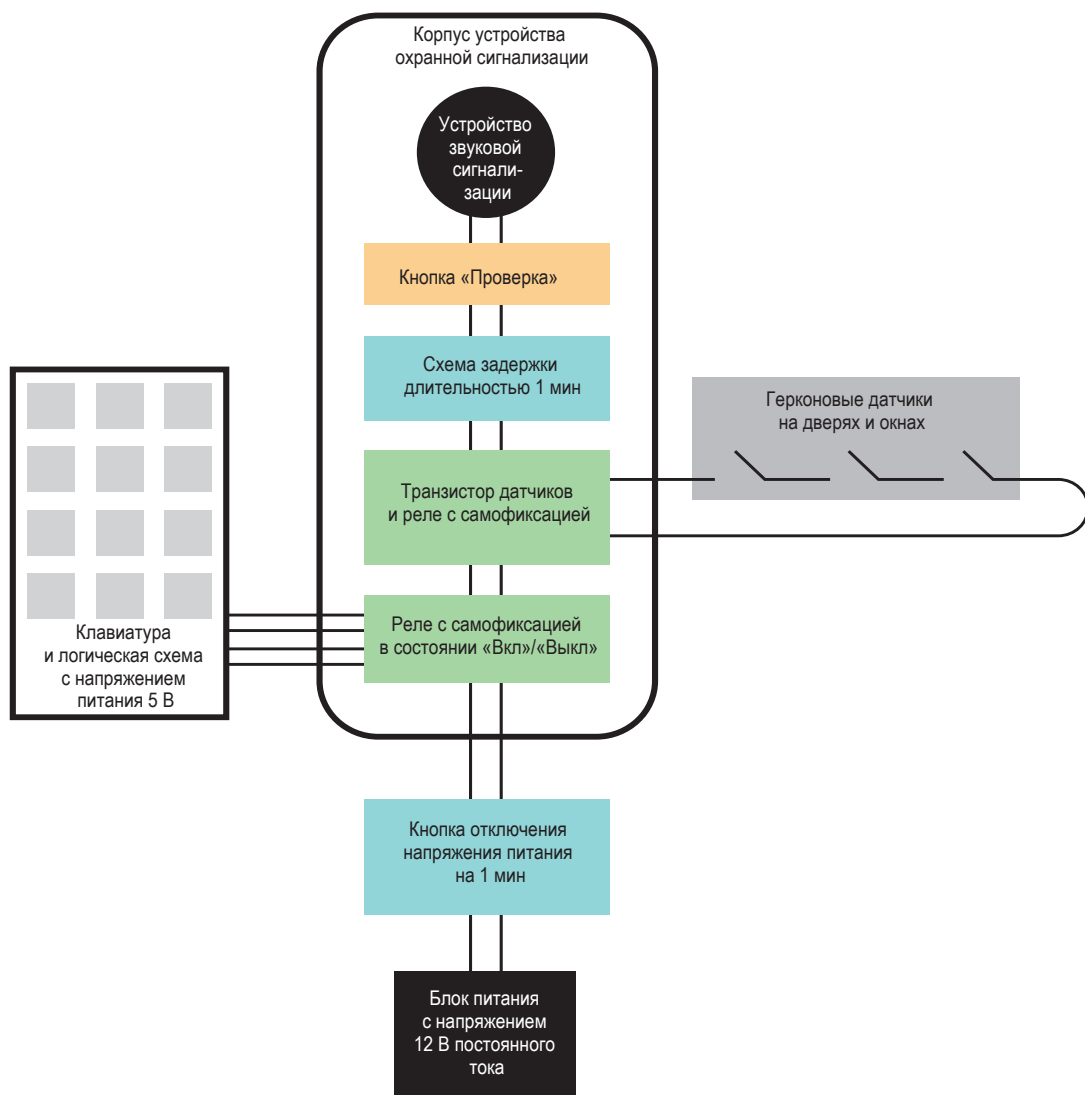 Корпус устройства
охранной сигнализации
Устройство
звуковой
сигнали-
зации
Кнопка «Проверка»
Схема задержки
длительностью 1 мин
Герконовые датчики
на дверях и окнах
Транзистор датчиков
и реле с самофиксацией
Реле с самофиксацией
в состоянии «Вкл»/«Выкл»
Клавиатура
и логическая схема
с напряжением
питания 5 В
Кнопка отключения
напряжения питания
на 1 мин
Блок питания
с напряжением
12 В постоянного
тока